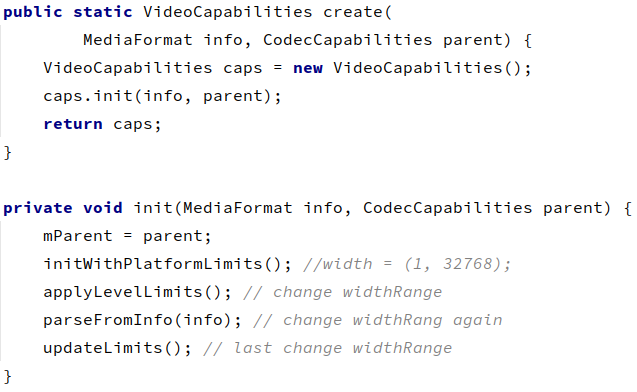 public static VideoCapabilities create(
MediaFormat info, CodecCapabilities parent) {
VideoCapabilities caps = new VideoCapabilities();
caps.init(info, parent);
return caps;
}
private void init(MediaFormat info, CodecCapabilities parent) {
mParent = parent;
initWithPlatformLimits(); //width = (1, 32768);
applyLevelLimits(); // change widthRange
parseFromInfo(info); // change widthRang again
updateLimits(); // last change widthRange
}